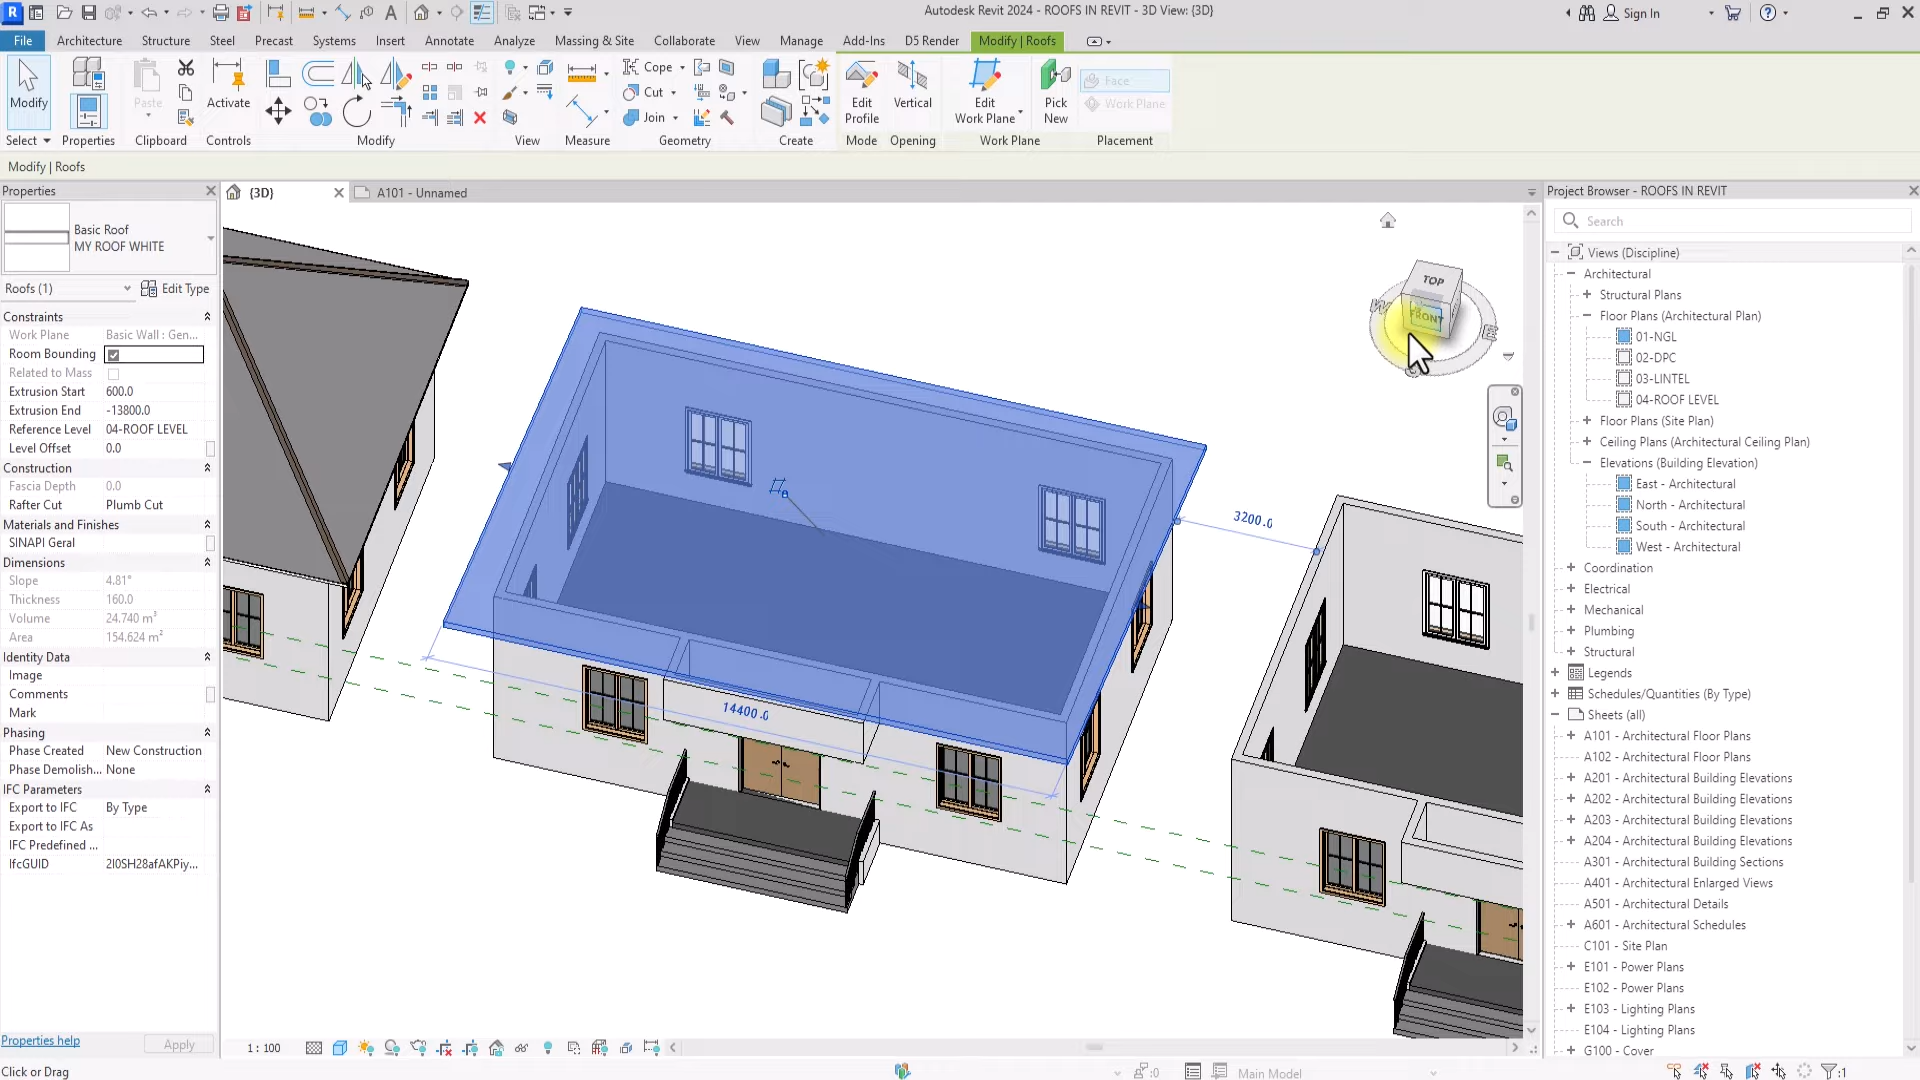 Autodesk Revit 2024 - ROOFS IN REVIT - 3D View: {3D}
Sign In
File Architecture Structure Steel Precast Systems Insert Annotate Analyze Massing & Site Collaborate View Manage Add-Ins D5 Render Modify | Roofs
Modify
Paste
Activate
Cope
Cut
Join
Edit Profile
Vertical
Edit Work Plane
Pick New
Face
Work Plane
Select Properties Clipboard Controls Modify View Measure Geometry Create Mode Opening Work Plane Placement
Modify | Roofs
Properties
Basic Roof
MY ROOF WHITE
Roofs (1) Edit Type
Constraints
Work Plane Basic Wall : Gen...
Room Bounding
Related to Mass
Extrusion Start 600.0
Extrusion End -13800.0
Reference Level 04-ROOF LEVEL
Level Offset 0.0
Construction
Fascia Depth 0.0
Rafter Cut Plumb Cut
Materials and Finishes
SINAPI Geral
Dimensions
Slope 4.81°
Thickness 160.0
Volume 24.740 m³
Area 154.624 m²
Identity Data
Image
Comments
Mark
Phasing
Phase Created New Construction
Phase Demolish... None
IFC Parameters
Export to IFC By Type
Export to IFC As
IFC Predefined ...
IfcGUID 2I0SH28afAKPiy...
Properties help Apply
Click or Drag
{3D} A101 - Unnamed
TOP
FRONT
W
E
3200.0
14400.0
1 : 100
:0
Main Model
:1
Project Browser - ROOFS IN REVIT
Search
Views (Discipline)
Architectural
Structural Plans
Floor Plans (Architectural Plan)
01-NGL
02-DPC
03-LINTEL
04-ROOF LEVEL
Floor Plans (Site Plan)
Ceiling Plans (Architectural Ceiling Plan)
Elevations (Building Elevation)
East - Architectural
North - Architectural
South - Architectural
West - Architectural
Coordination
Electrical
Mechanical
Plumbing
Structural
Legends
Schedules/Quantities (By Type)
Sheets (all)
A101 - Architectural Floor Plans
A102 - Architectural Floor Plans
A201 - Architectural Building Elevations
A202 - Architectural Building Elevations
A203 - Architectural Building Elevations
A204 - Architectural Building Elevations
A301 - Architectural Building Sections
A401 - Architectural Enlarged Views
A501 - Architectural Details
A601 - Architectural Schedules
C101 - Site Plan
E101 - Power Plans
E102 - Power Plans
E103 - Lighting Plans
E104 - Lighting Plans
G100 - Cover